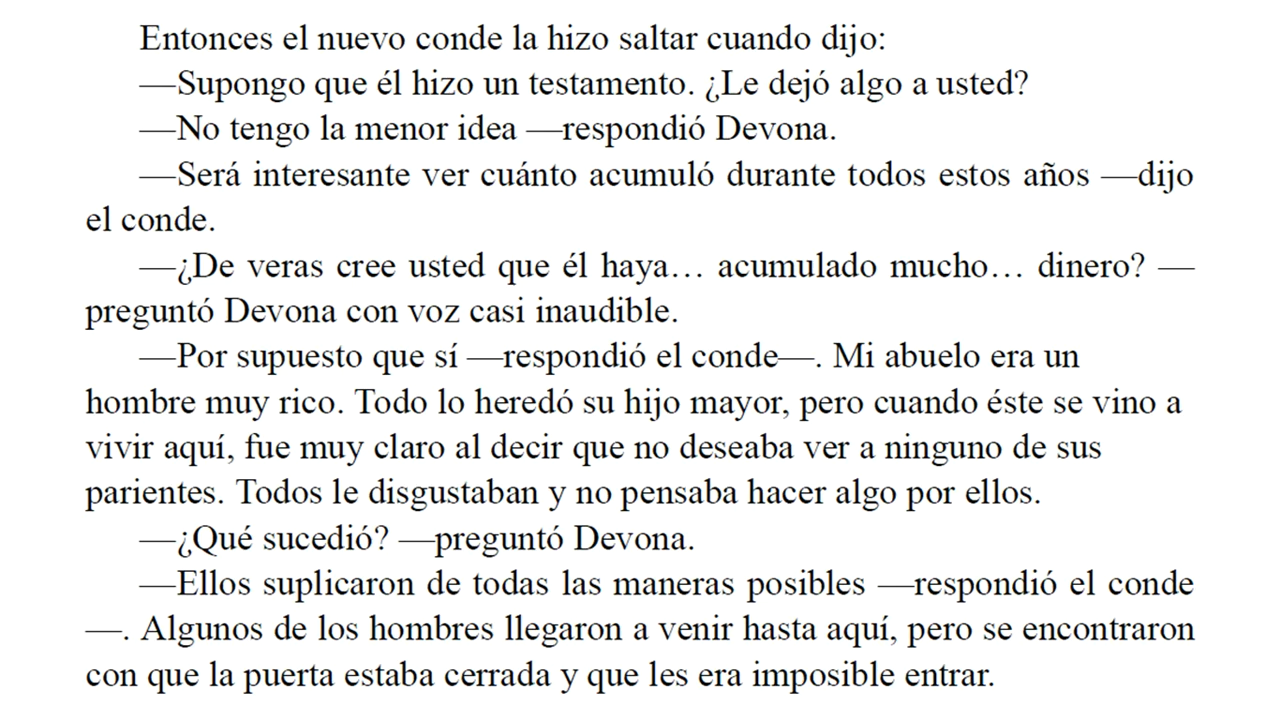 Entonces el nuevo conde la hizo saltar cuando dijo:
—Supongo que él hizo un testamento. ¿Le dejó algo a usted?
—No tengo la menor idea —respondió Devona.
—Será interesante ver cuánto acumuló durante todos estos años —dijo
el conde.
—¿De veras cree usted que él haya… acumulado mucho… dinero? —
preguntó Devona con voz casi inaudible.
—Por supuesto que sí —respondió el conde—. Mi abuelo era un
hombre muy rico. Todo lo heredó su hijo mayor, pero cuando éste se vino a
vivir aquí, fue muy claro al decir que no deseaba ver a ninguno de sus
parientes. Todos le disgustaban y no pensaba hacer algo por ellos.
—¿Qué sucedió? —preguntó Devona.
—Ellos suplicaron de todas las maneras posibles —respondió el conde
—. Algunos de los hombres llegaron a venir hasta aquí, pero se encontraron
con que la puerta estaba cerrada y que les era imposible entrar.